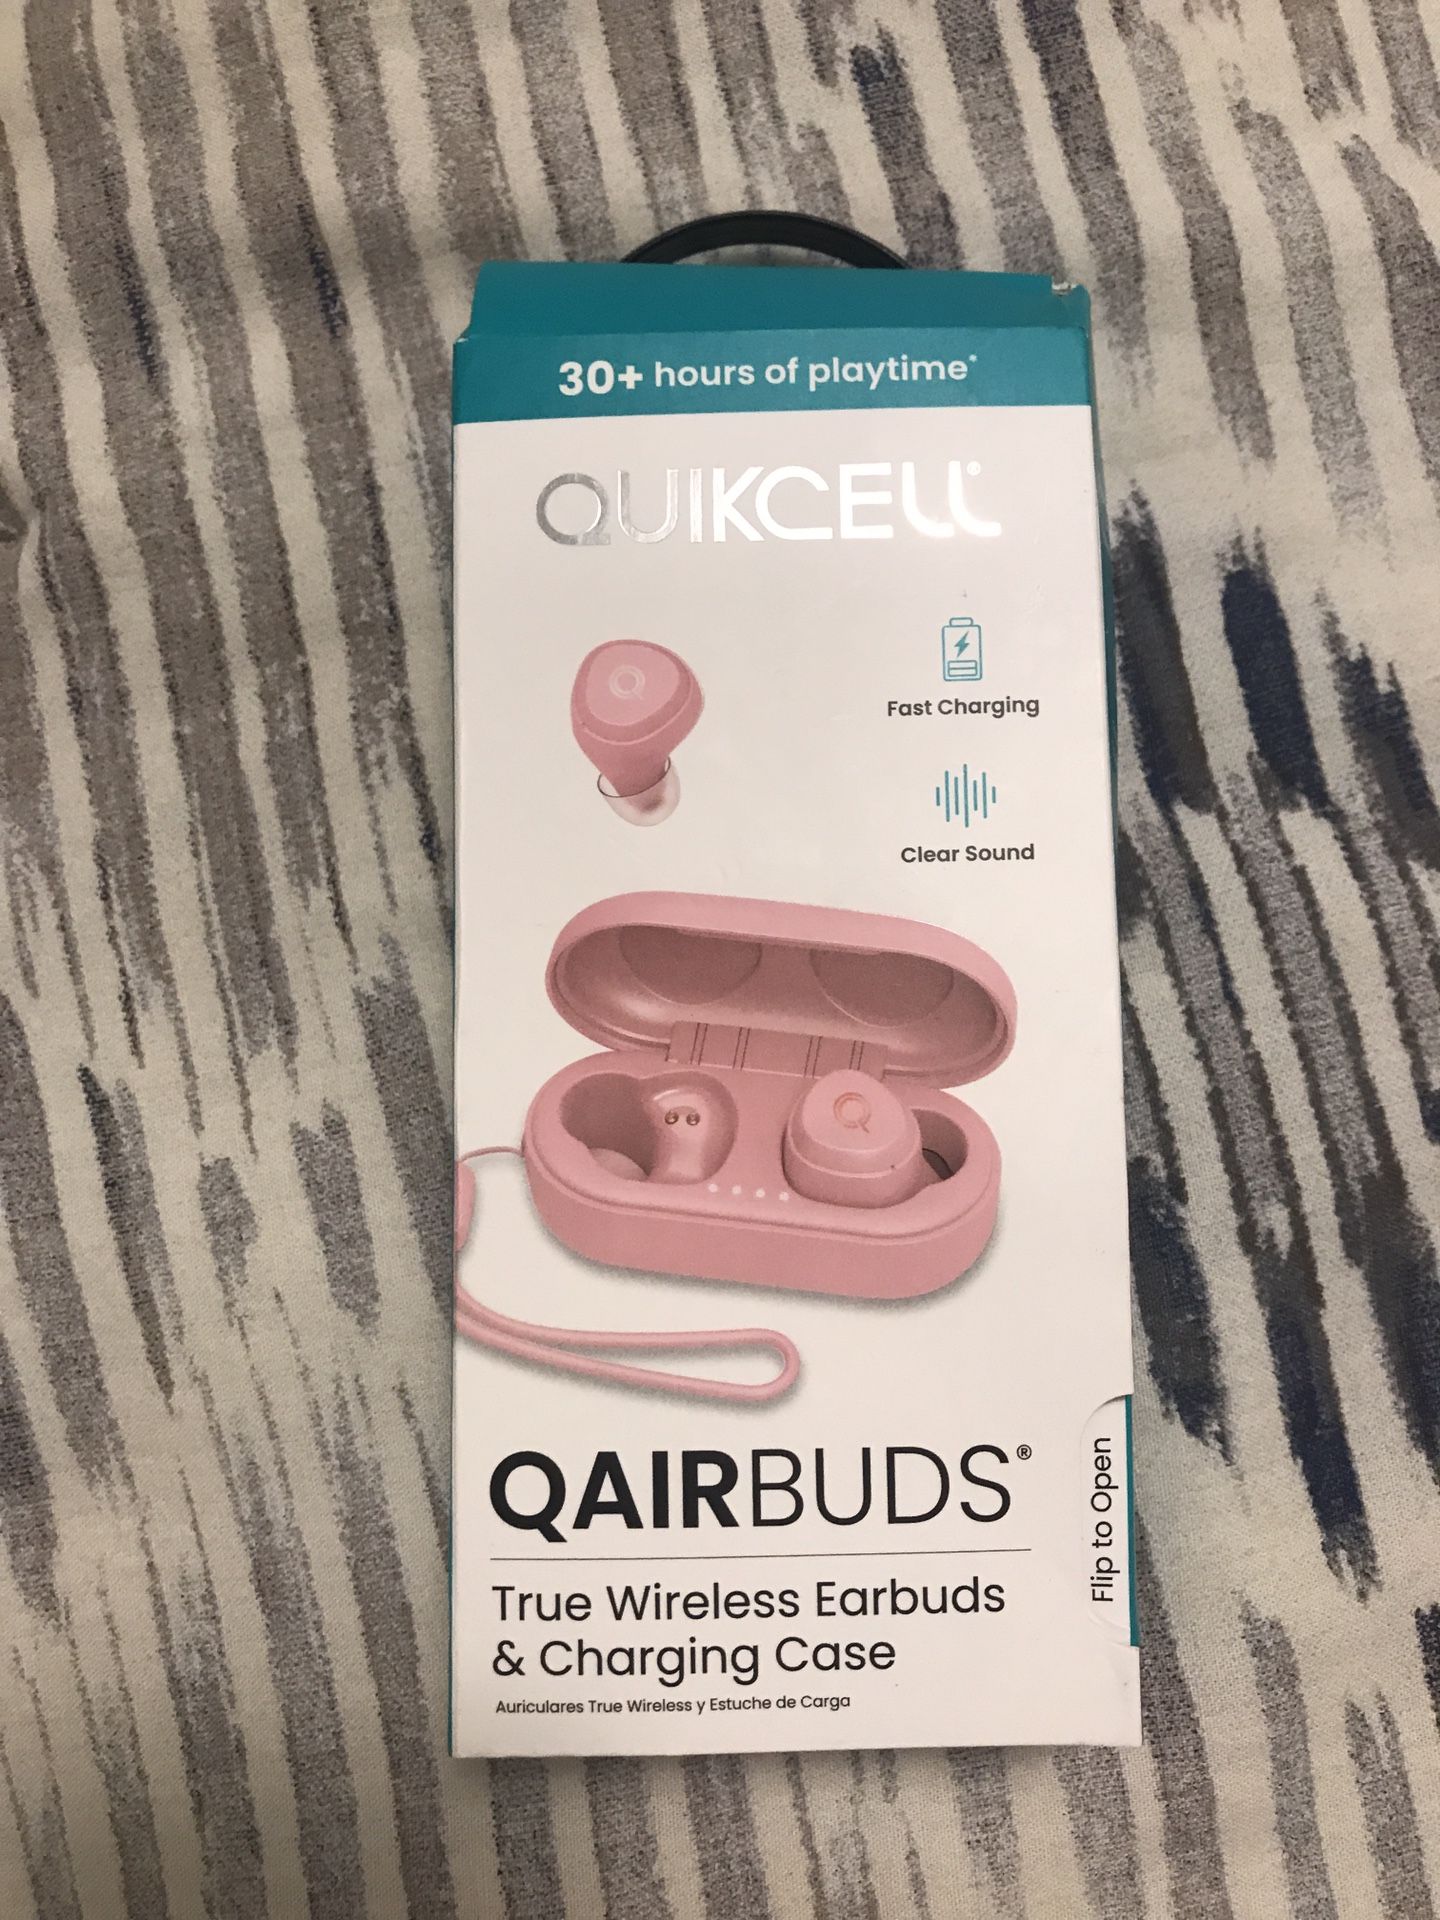 30+ hours of playtime*
QUIKCELL®
Q
Fast Charging
Clear Sound
Q
QAIRBUDS®
True Wireless Earbuds
& Charging Case
Auriculares True Wireless y Estuche de Carga
Flip to Open